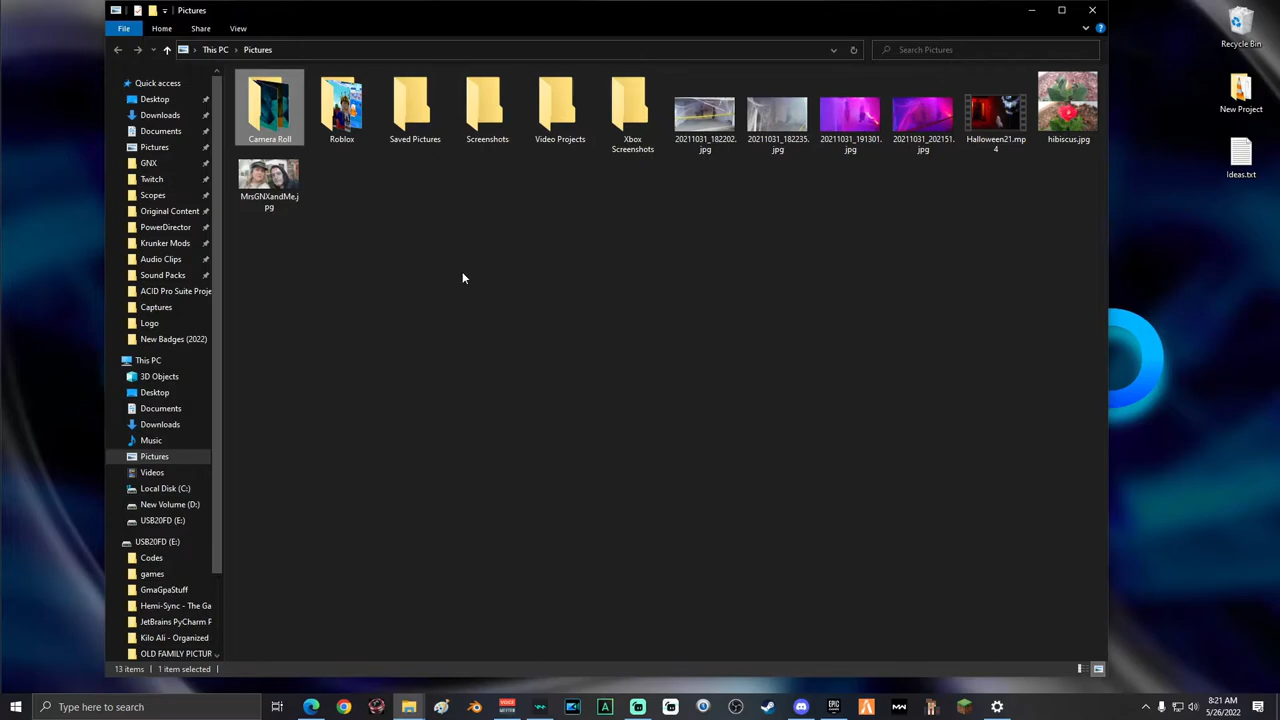 Pictures
File Home Share View
This PC Pictures
Search Pictures
Recycle Bin
New Project
Ideas.txt
Quick access
Desktop
Downloads
Documents
Pictures
GNX
Twitch
Scopes
Original Content
PowerDirector
Krunker Mods
Audio Clips
Sound Packs
ACID Pro Suite Proje
Captures
Logo
New Badges (2022)
This PC
3D Objects
Desktop
Documents
Downloads
Music
Pictures
Videos
Local Disk (C:)
New Volume (D:)
USB20FD (E:)
USB20FD (E:)
Codes
games
GmaGpaStuff
Hemi-Sync - The Ga
JetBrains PyCharm P
Kilo Ali - Organized
OLD FAMILY PICTUR
Camera Roll
Roblox
Saved Pictures
Screenshots
Video Projects
Xbox
Screenshots
20211031_182202.
jpg
20211031_182235.
jpg
20211031_191301.
jpg
20211031_202151.
jpg
Halloween21.mp
4
hibiscus.jpg
MrsGNXandMe.j
pg
13 items 1 item selected
Type here to search
VOICE
MEETER
EPIC
GAMES
MW
8:21 AM
5/26/2022